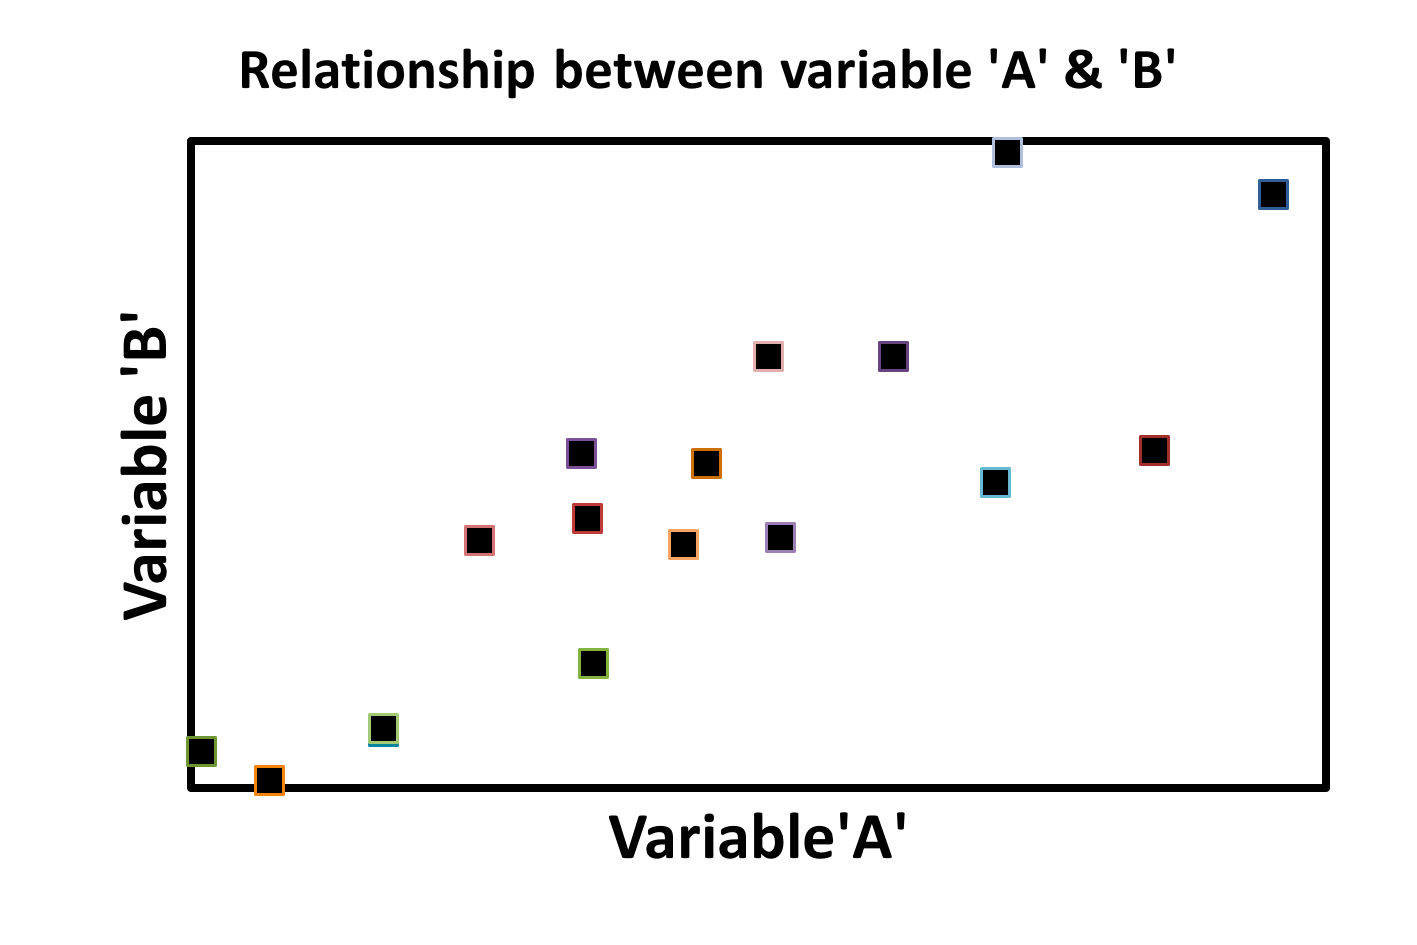 Relationship between variable 'A' & 'B'
Variable 'B'
Variable'A'